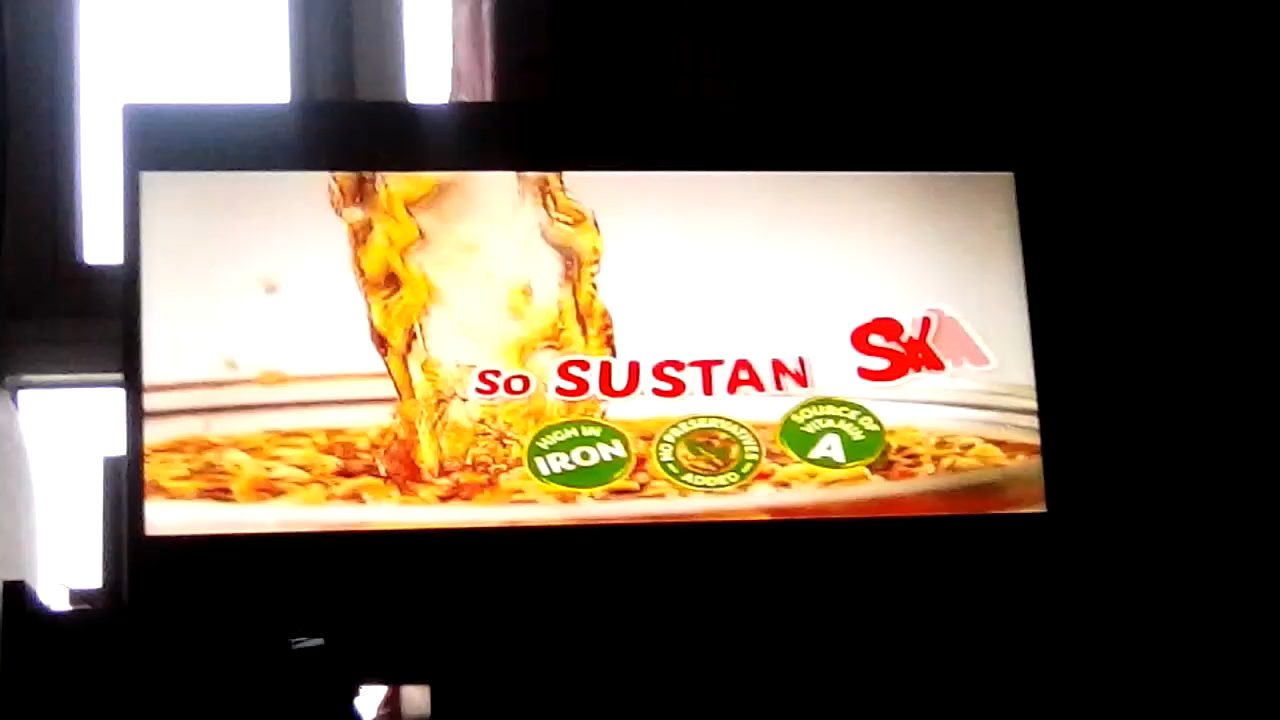 So SUSTAN
HIGH IN
IRON
NO PRESERVATIVES
ADDED
SOURCE OF
VITAMIN
A